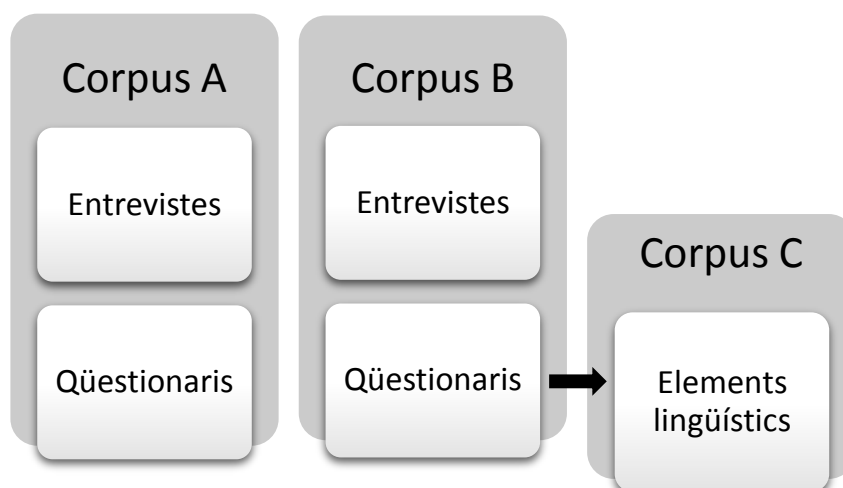 Corpus A
Entrevistes
Qüestionaris
Corpus B
Entrevistes
Qüestionaris
Corpus C
Elements
lingüístics